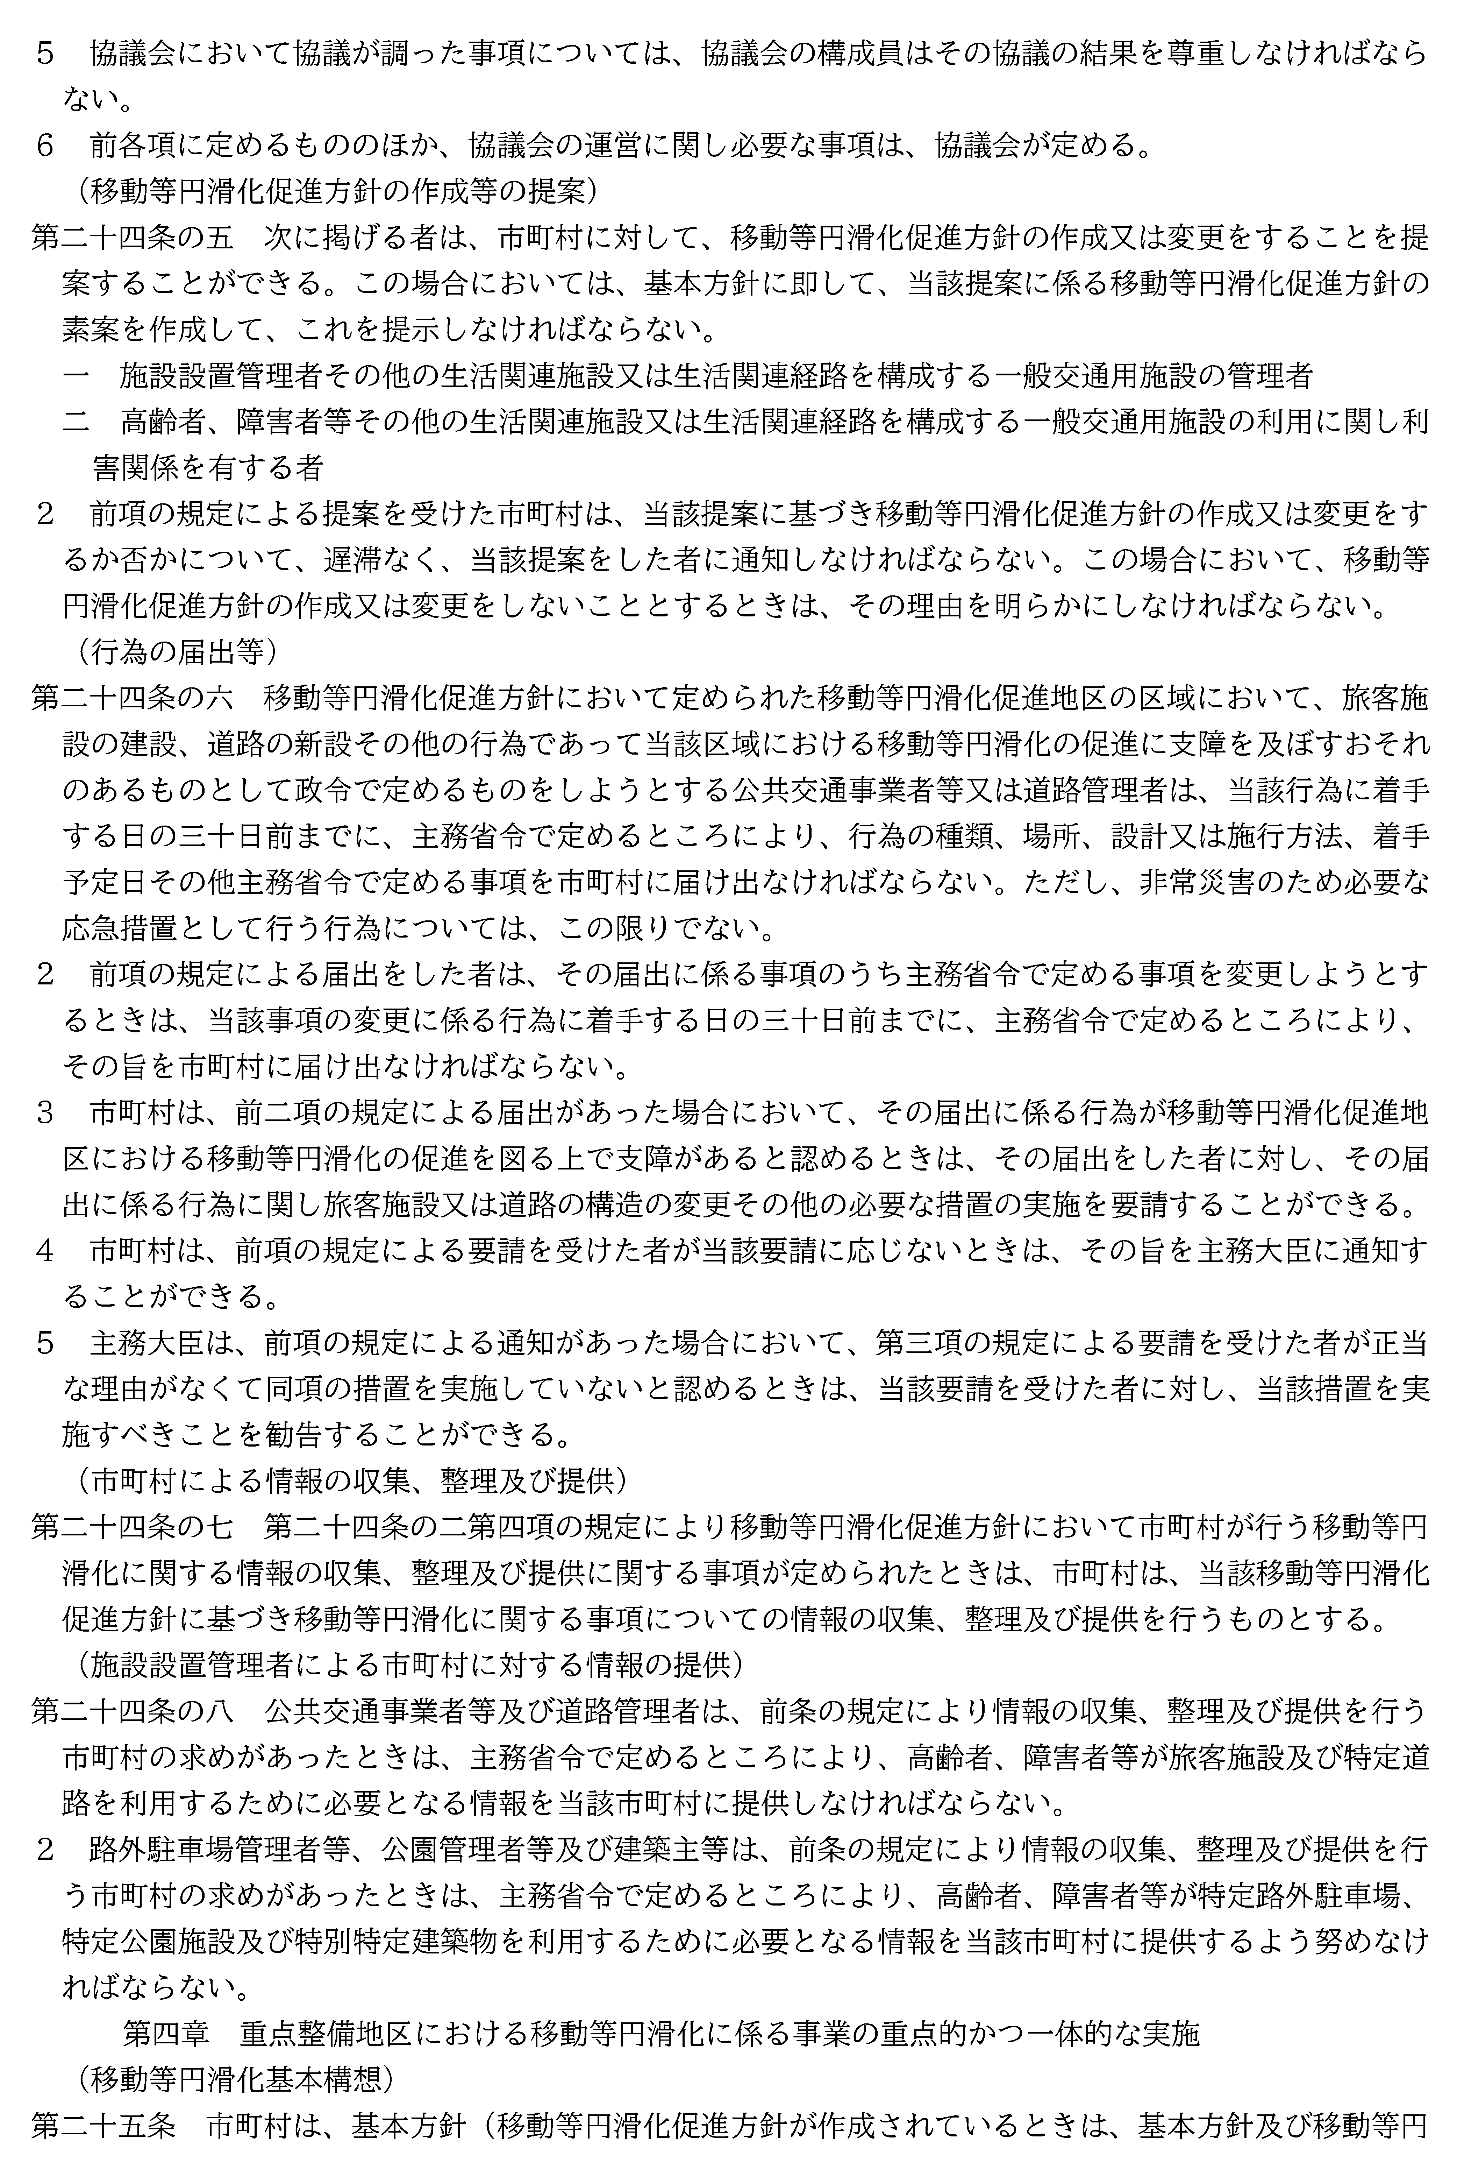 ５　協議会において協議が調った事項については、協議会の構成員はその協議の結果を尊重しなければなら
ない。
６　前各項に定めるもののほか、協議会の運営に関し必要な事項は、協議会が定める。
（移動等円滑化促進方針の作成等の提案）
第二十四条の五　次に掲げる者は、市町村に対して、移動等円滑化促進方針の作成又は変更をすることを提
案することができる。この場合においては、基本方針に即して、当該提案に係る移動等円滑化促進方針の
素案を作成して、これを提示しなければならない。
一　施設設置管理者その他の生活関連施設又は生活関連経路を構成する一般交通用施設の管理者
二　高齢者、障害者等その他の生活関連施設又は生活関連経路を構成する一般交通用施設の利用に関し利
害関係を有する者
２　前項の規定による提案を受けた市町村は、当該提案に基づき移動等円滑化促進方針の作成又は変更をす
るか否かについて、遅滞なく、当該提案をした者に通知しなければならない。この場合において、移動等
円滑化促進方針の作成又は変更をしないこととするときは、その理由を明らかにしなければならない。
（行為の届出等）
第二十四条の六　移動等円滑化促進方針において定められた移動等円滑化促進地区の区域において、旅客施
設の建設、道路の新設その他の行為であって当該区域における移動等円滑化の促進に支障を及ぼすおそれ
のあるものとして政令で定めるものをしようとする公共交通事業者等又は道路管理者は、当該行為に着手
する日の三十日前までに、主務省令で定めるところにより、行為の種類、場所、設計又は施行方法、着手
予定日その他主務省令で定める事項を市町村に届け出なければならない。ただし、非常災害のため必要な
応急措置として行う行為については、この限りでない。
２　前項の規定による届出をした者は、その届出に係る事項のうち主務省令で定める事項を変更しようとす
るときは、当該事項の変更に係る行為に着手する日の三十日前までに、主務省令で定めるところにより、
その旨を市町村に届け出なければならない。
３　市町村は、前二項の規定による届出があった場合において、その届出に係る行為が移動等円滑化促進地
区における移動等円滑化の促進を図る上で支障があると認めるときは、その届出をした者に対し、その届
出に係る行為に関し旅客施設又は道路の構造の変更その他の必要な措置の実施を要請することができる。
４　市町村は、前項の規定による要請を受けた者が当該要請に応じないときは、その旨を主務大臣に通知す
ることができる。
５　主務大臣は、前項の規定による通知があった場合において、第三項の規定による要請を受けた者が正当
な理由がなくて同項の措置を実施していないと認めるときは、当該要請を受けた者に対し、当該措置を実
施すべきことを勧告することができる。
（市町村による情報の収集、整理及び提供）
第二十四条の七　第二十四条の二第四項の規定により移動等円滑化促進方針において市町村が行う移動等円
滑化に関する情報の収集、整理及び提供に関する事項が定められたときは、市町村は、当該移動等円滑化
促進方針に基づき移動等円滑化に関する事項についての情報の収集、整理及び提供を行うものとする。
（施設設置管理者による市町村に対する情報の提供）
第二十四条の八　公共交通事業者等及び道路管理者は、前条の規定により情報の収集、整理及び提供を行う
市町村の求めがあったときは、主務省令で定めるところにより、高齢者、障害者等が旅客施設及び特定道
路を利用するために必要となる情報を当該市町村に提供しなければならない。
２　路外駐車場管理者等、公園管理者等及び建築主等は、前条の規定により情報の収集、整理及び提供を行
う市町村の求めがあったときは、主務省令で定めるところにより、高齢者、障害者等が特定路外駐車場、
特定公園施設及び特別特定建築物を利用するために必要となる情報を当該市町村に提供するよう努めなけ
ればならない。
第四章　重点整備地区における移動等円滑化に係る事業の重点的かつ一体的な実施
（移動等円滑化基本構想）
第二十五条　市町村は、基本方針（移動等円滑化促進方針が作成されているときは、基本方針及び移動等円